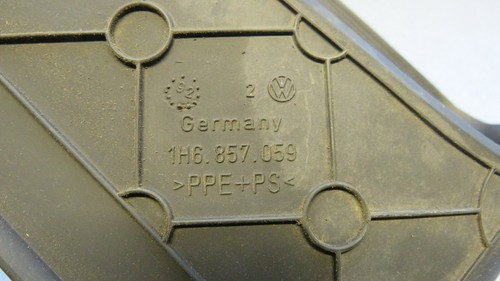 2
Germany
1H6.857.059
>PPE+PS<